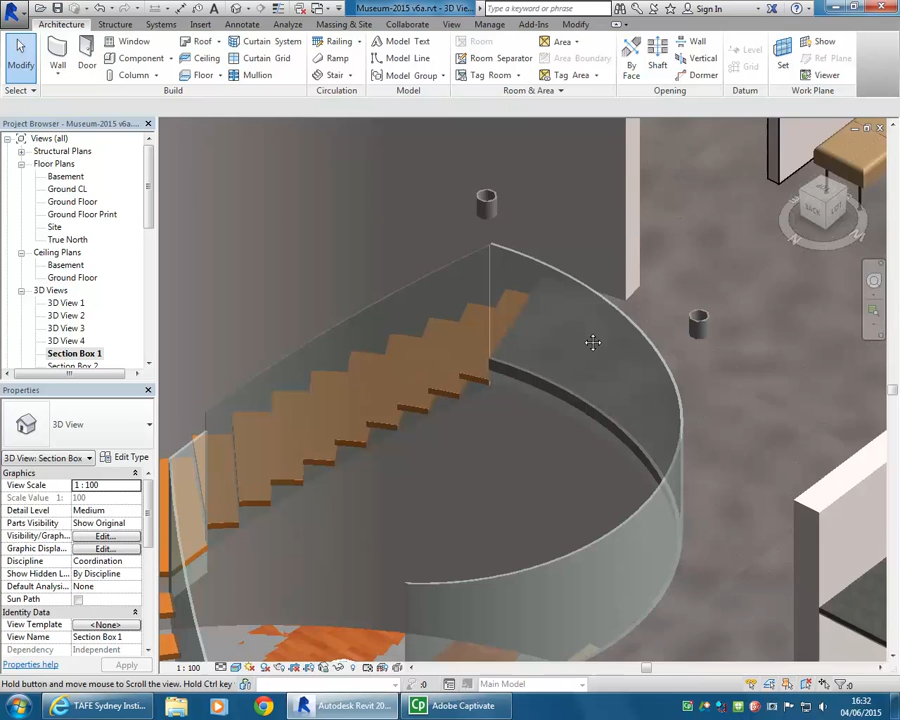 Museum-2015 v6a.rvt - 3D Vie...
Type a keyword or phrase
Sign In
Architecture Structure Systems Insert Annotate Analyze Massing & Site Collaborate View Manage Add-Ins Modify
Modify
Wall
Door
Window
Component
Column
Roof
Ceiling
Floor
Curtain System
Curtain Grid
Mullion
Railing
Ramp
Stair
Model Text
Model Line
Model Group
Room
Room Separator
Tag Room
Area
Area Boundary
Tag Area
By Face
Shaft
Wall
Vertical
Dormer
Level
Grid
Set
Show
Ref Plane
Viewer
Select Build Circulation Model Room & Area Opening Datum Work Plane
Project Browser - Museum-2015 v6a....
Views (all)
Structural Plans
Floor Plans
Basement
Ground CL
Ground Floor
Ground Floor Print
Site
True North
Ceiling Plans
Basement
Ground Floor
3D Views
3D View 1
3D View 2
3D View 3
3D View 4
Section Box 1
Section Box 2
BACK
Properties
3D View
3D View: Section Box
Edit Type
Graphics
View Scale 1 : 100
Scale Value 1: 100
Detail Level Medium
Parts Visibility Show Original
Visibility/Graph... Edit...
Graphic Displa... Edit...
Discipline Coordination
Show Hidden L... By Discipline
Default Analysi... None
Sun Path
Identity Data
View Template <None>
View Name Section Box 1
Dependency Independent
Properties help
Apply
1 : 100
Hold button and move mouse to Scroll the view. Hold Ctrl key
:0
Main Model
:0
TAFE Sydney Insti...
Autodesk Revit 20...
Adobe Captivate
16:32
04/06/2015